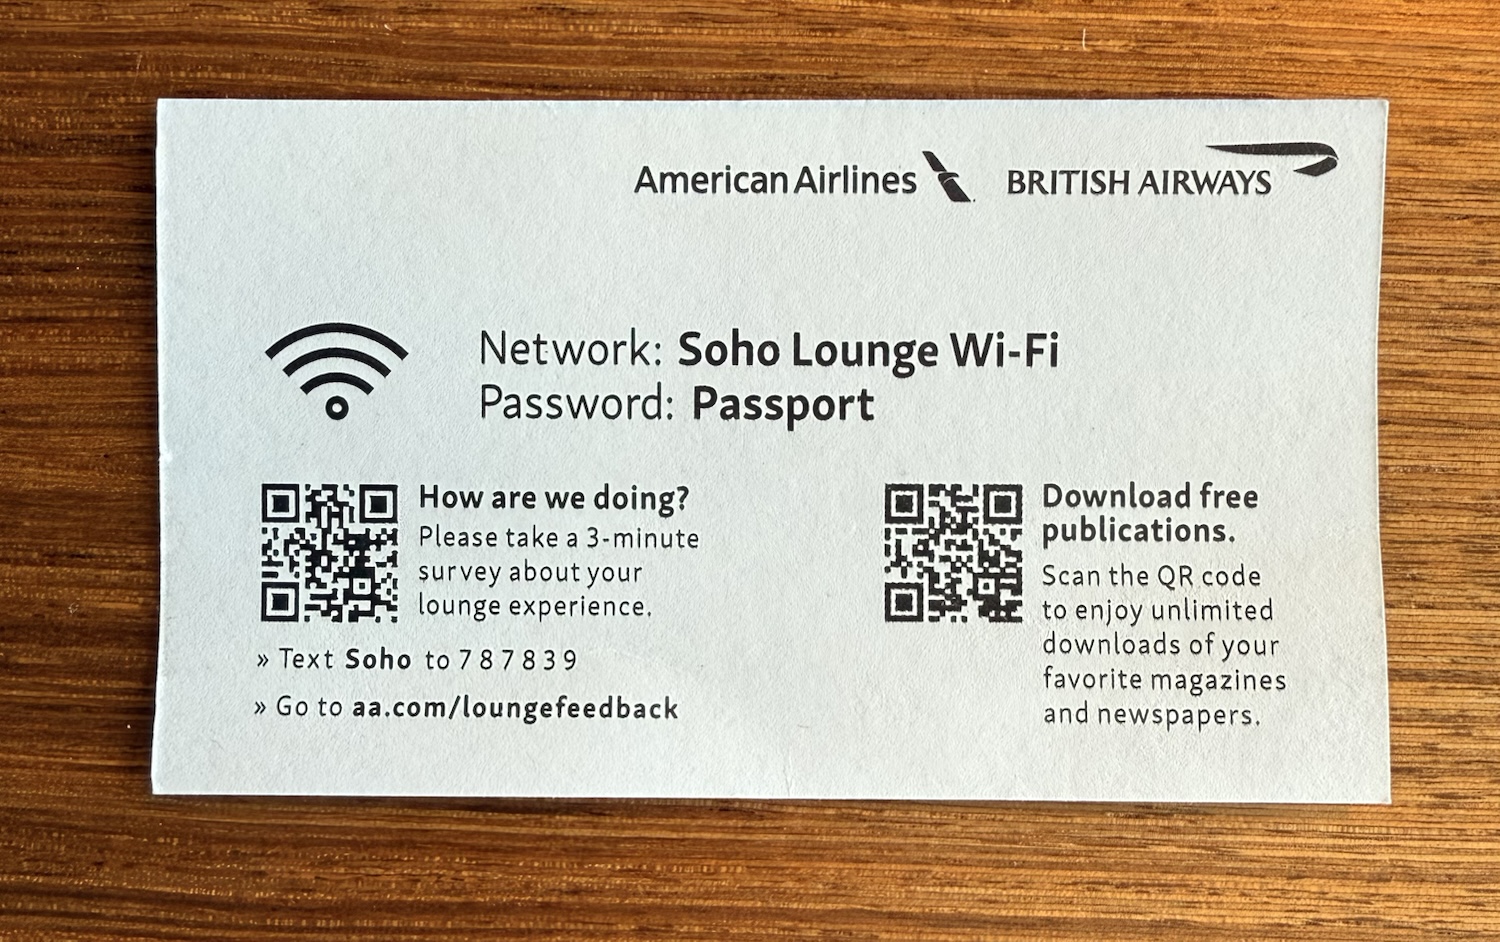 American Airlines BRITISH AIRWAYS
Network: Soho Lounge Wi-Fi
Password: Passport
How are we doing?
Please take a 3-minute
survey about your
lounge experience.
» Text Soho to 787839
» Go to aa.com/loungefeedback
Download free
publications.
Scan the QR code
to enjoy unlimited
downloads of your
favorite magazines
and newspapers.